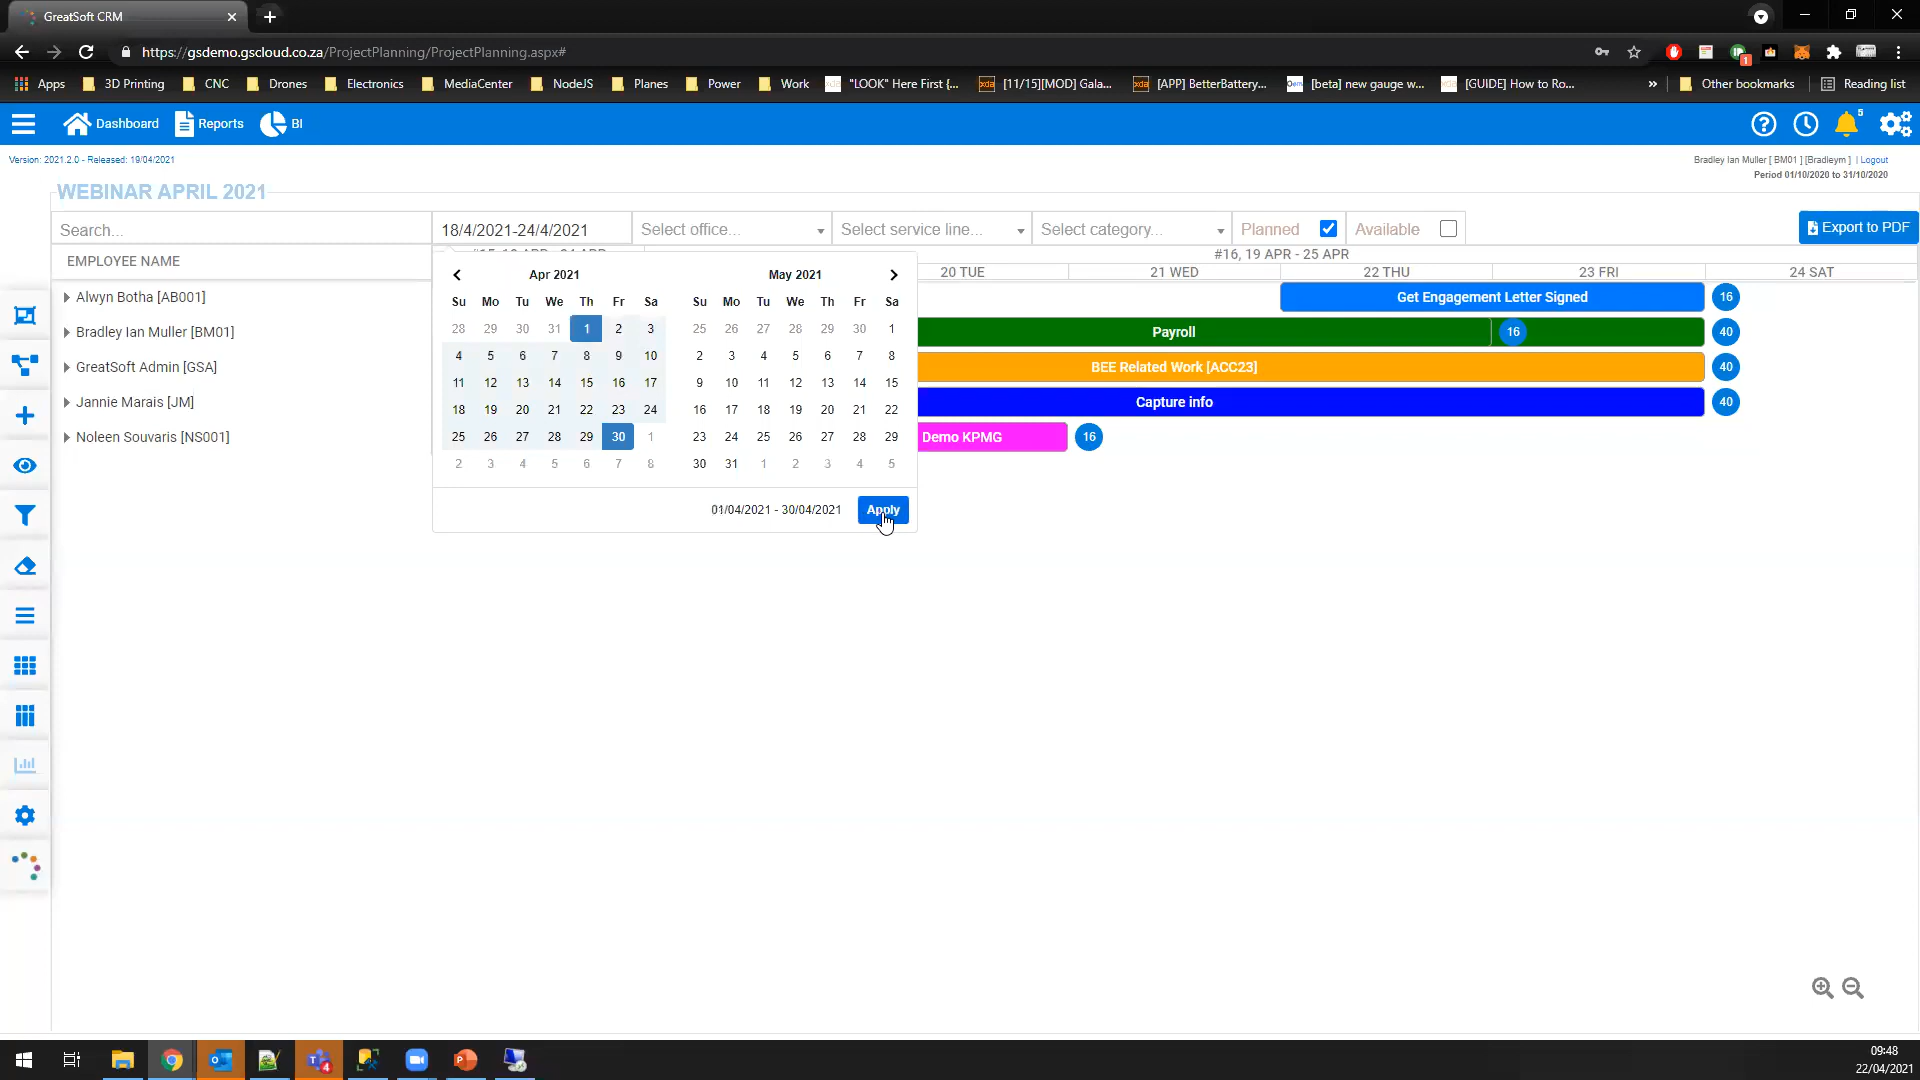 GreatSoft CRM
https://gsdemo.gscloud.co.za/ProjectPlanning/ProjectPlanning.aspx#
Apps 3D Printing CNC Drones Electronics MediaCenter NodeJS Planes Power Work "LOOK" Here First {... [11/15][MOD] Gala... [APP] BetterBattery... [beta] new gauge w... [GUIDE] How to Ro... » Other bookmarks Reading list
Dashboard Reports BI
Version: 2021.2.0 - Released: 19/04/2021
Bradley Ian Muller [ BM01 ] [Bradleym ] | Logout
Period 01/10/2020 to 31/10/2020
WEBINAR APRIL 2021
Search... 18/4/2021-24/4/2021 Select office... Select service line... Select category... Planned Available Export to PDF
EMPLOYEE NAME
#16, 19 APR - 25 APR
20 TUE 21 WED 22 THU 23 FRI 24 SAT
Alwyn Botha [AB001]
Bradley Ian Muller [BM01]
GreatSoft Admin [GSA]
Jannie Marais [JM]
Noleen Souvaris [NS001]
Apr 2021
Su Mo Tu We Th Fr Sa
28 29 30 31 1 2 3
4 5 6 7 8 9 10
11 12 13 14 15 16 17
18 19 20 21 22 23 24
25 26 27 28 29 30 1
2 3 4 5 6 7 8
May 2021
Su Mo Tu We Th Fr Sa
25 26 27 28 29 30 1
2 3 4 5 6 7 8
9 10 11 12 13 14 15
16 17 18 19 20 21 22
23 24 25 26 27 28 29
30 31 1 2 3 4 5
01/04/2021 - 30/04/2021 Apply
Get Engagement Letter Signed 16
Payroll 16 40
BEE Related Work [ACC23] 40
Capture info 40
Demo KPMG 16
09:48
22/04/2021